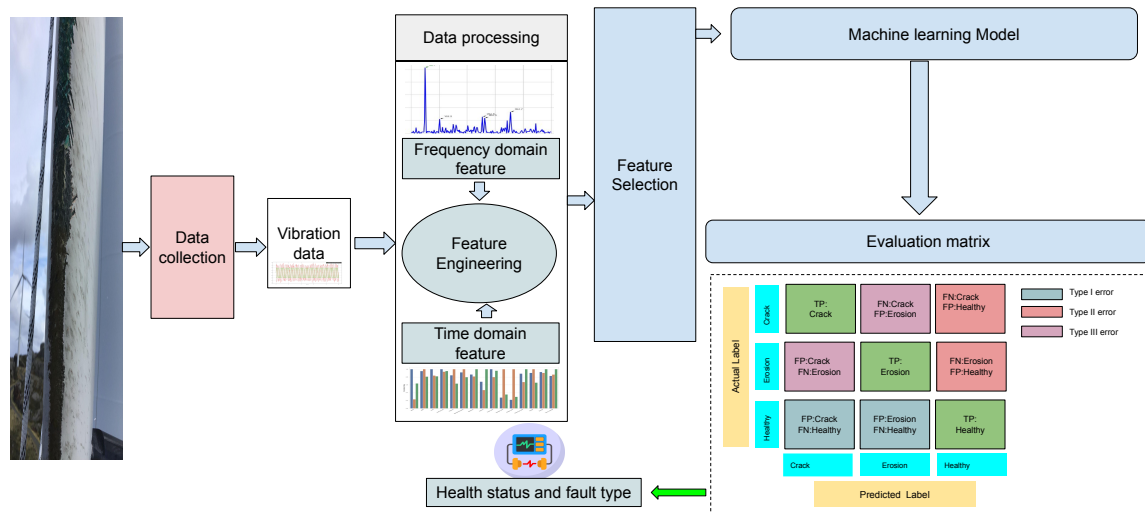 Data processing
Frequency domain
feature
Feature
Engineering
Time domain
feature
Data
collection
Vibration
data
Feature
Selection
Machine learning Model
Evaluation matrix
Actual Label
Crack
Erosion
Healthy
TP:
Crack
FN:Crack
FP:Erosion
FN:Crack
FP:Healthy
FP:Crack
FN:Erosion
TP:
Erosion
FN:Erosion
FP:Healthy
FP:Crack
FN:Healthy
FP:Erosion
FN:Healthy
TP:
Healthy
Crack
Erosion
Healthy
Predicted Label
Type I error
Type II error
Type III error
Health status and fault type